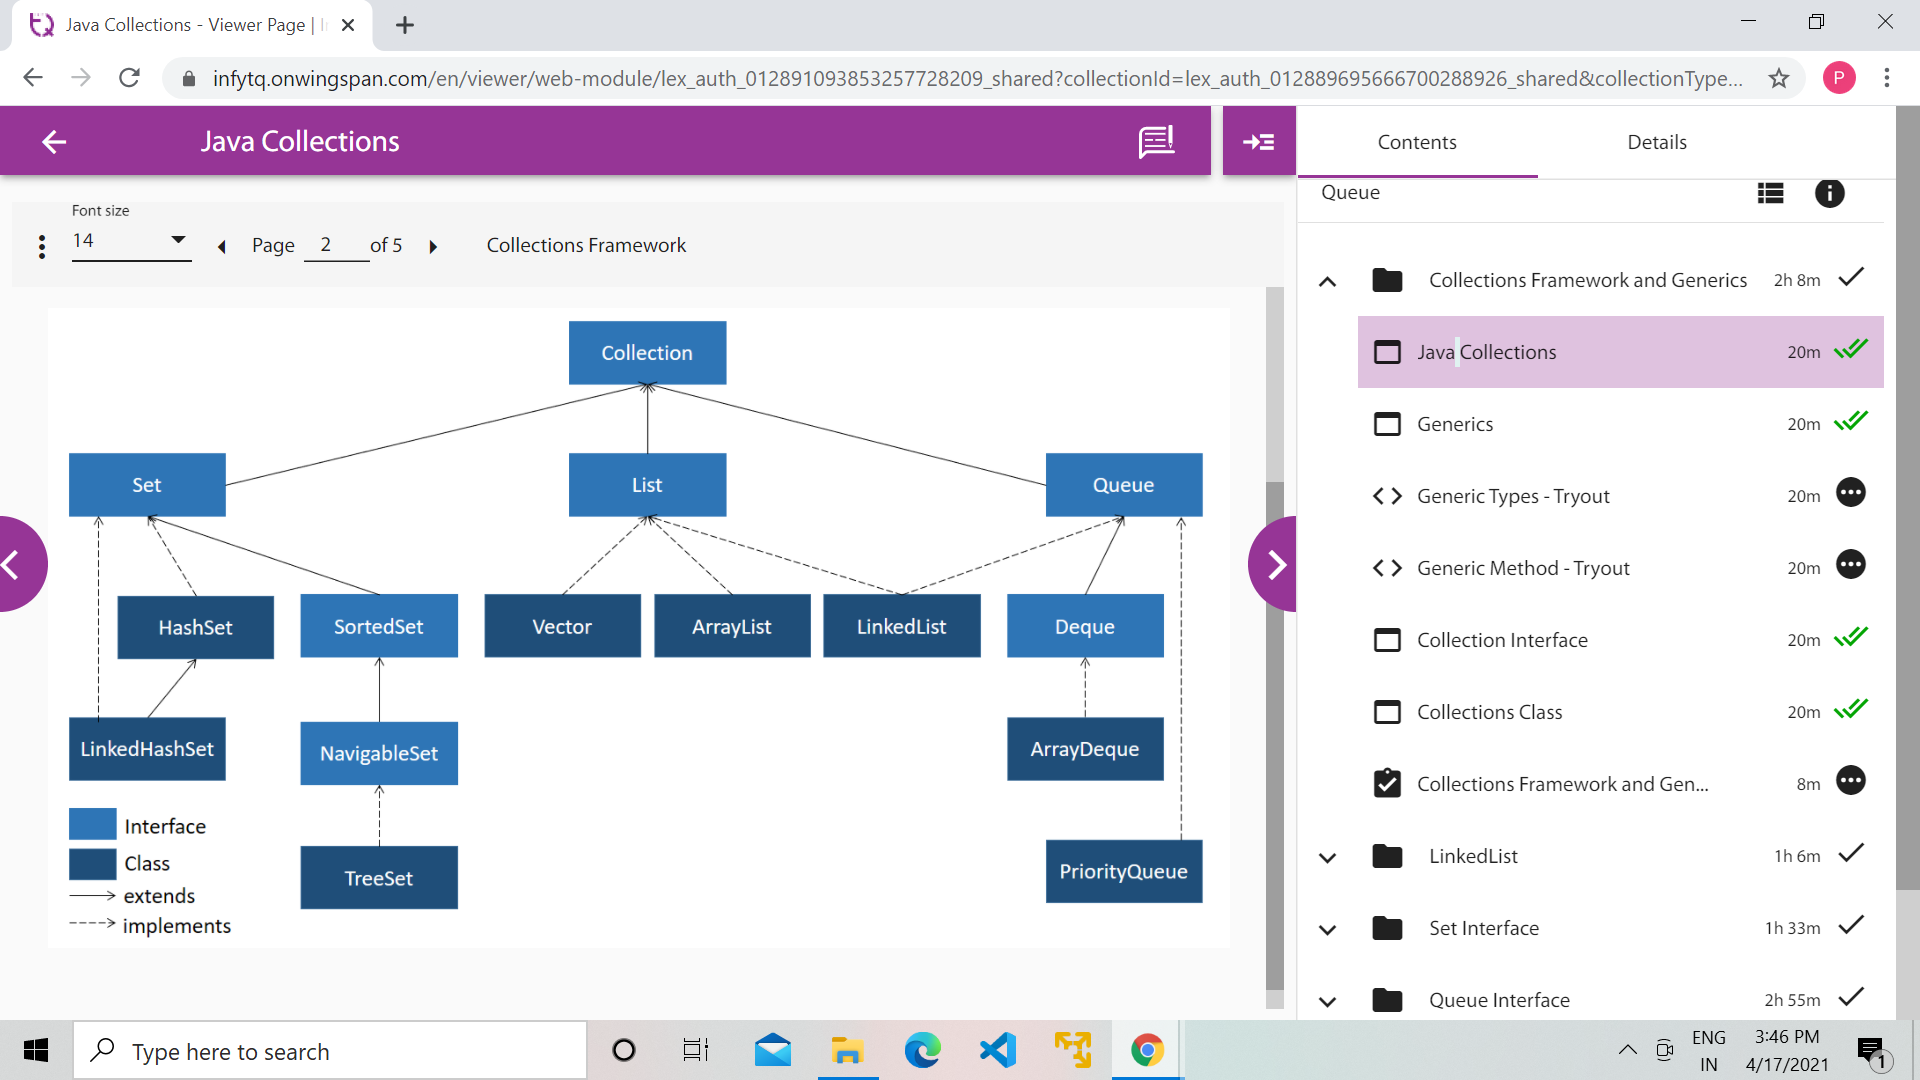 Java Collections - Viewer Page |
infytq.onwingspan.com/en/viewer/web-module/lex_auth_012891093853257728209_shared?collectionId=lex_auth_012889695666700288926_shared&collectionType...
P
Java Collections
Font size
14
Page 2 of 5
Collections Framework
Collection
Set
List
Queue
HashSet
SortedSet
Vector
ArrayList
LinkedList
Deque
LinkedHashSet
NavigableSet
ArrayDeque
TreeSet
PriorityQueue
Interface
Class
extends
implements
Contents
Details
Queue
Collections Framework and Generics 2h 8m
Java Collections 20m
Generics 20m
Generic Types - Tryout 20m
Generic Method - Tryout 20m
Collection Interface 20m
Collections Class 20m
Collections Framework and Gen... 8m
LinkedList 1h 6m
Set Interface 1h 33m
Queue Interface 2h 55m
Type here to search
ENG
IN
3:46 PM
4/17/2021
1